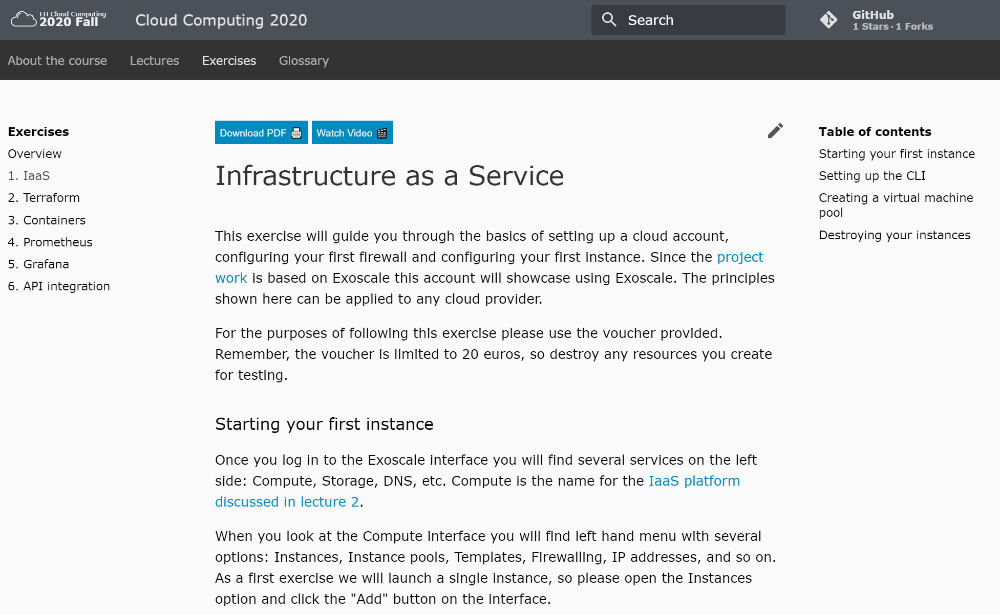 FH Cloud Computing
2020 Fall
Cloud Computing 2020
Search
GitHub
1 Stars · 1 Forks
About the course
Lectures
Exercises
Glossary
Exercises
Overview
1. IaaS
2. Terraform
3. Containers
4. Prometheus
5. Grafana
6. API integration
Download PDF
Watch Video
Infrastructure as a Service
This exercise will guide you through the basics of setting up a cloud account,
configuring your first firewall and configuring your first instance. Since the project
work is based on Exoscale this account will showcase using Exoscale. The principles
shown here can be applied to any cloud provider.
For the purposes of following this exercise please use the voucher provided.
Remember, the voucher is limited to 20 euros, so destroy any resources you create
for testing.
Starting your first instance
Once you log in to the Exoscale interface you will find several services on the left
side: Compute, Storage, DNS, etc. Compute is the name for the IaaS platform
discussed in lecture 2.
When you look at the Compute interface you will find left hand menu with several
options: Instances, Instance pools, Templates, Firewalling, IP addresses, and so on.
As a first exercise we will launch a single instance, so please open the Instances
option and click the "Add" button on the interface.
Table of contents
Starting your first instance
Setting up the CLI
Creating a virtual machine
pool
Destroying your instances